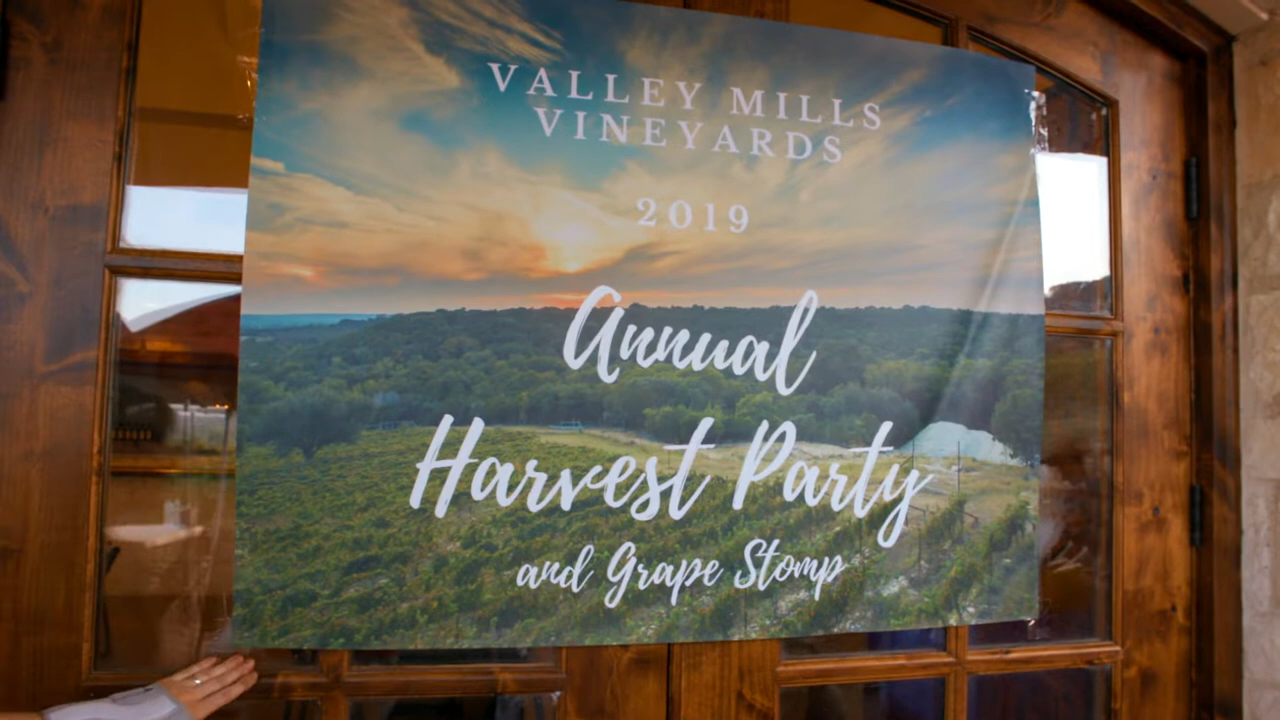 VALLEY MILLS
VINEYARDS
2019
Annual
Harvest Party
and Grape Stomp